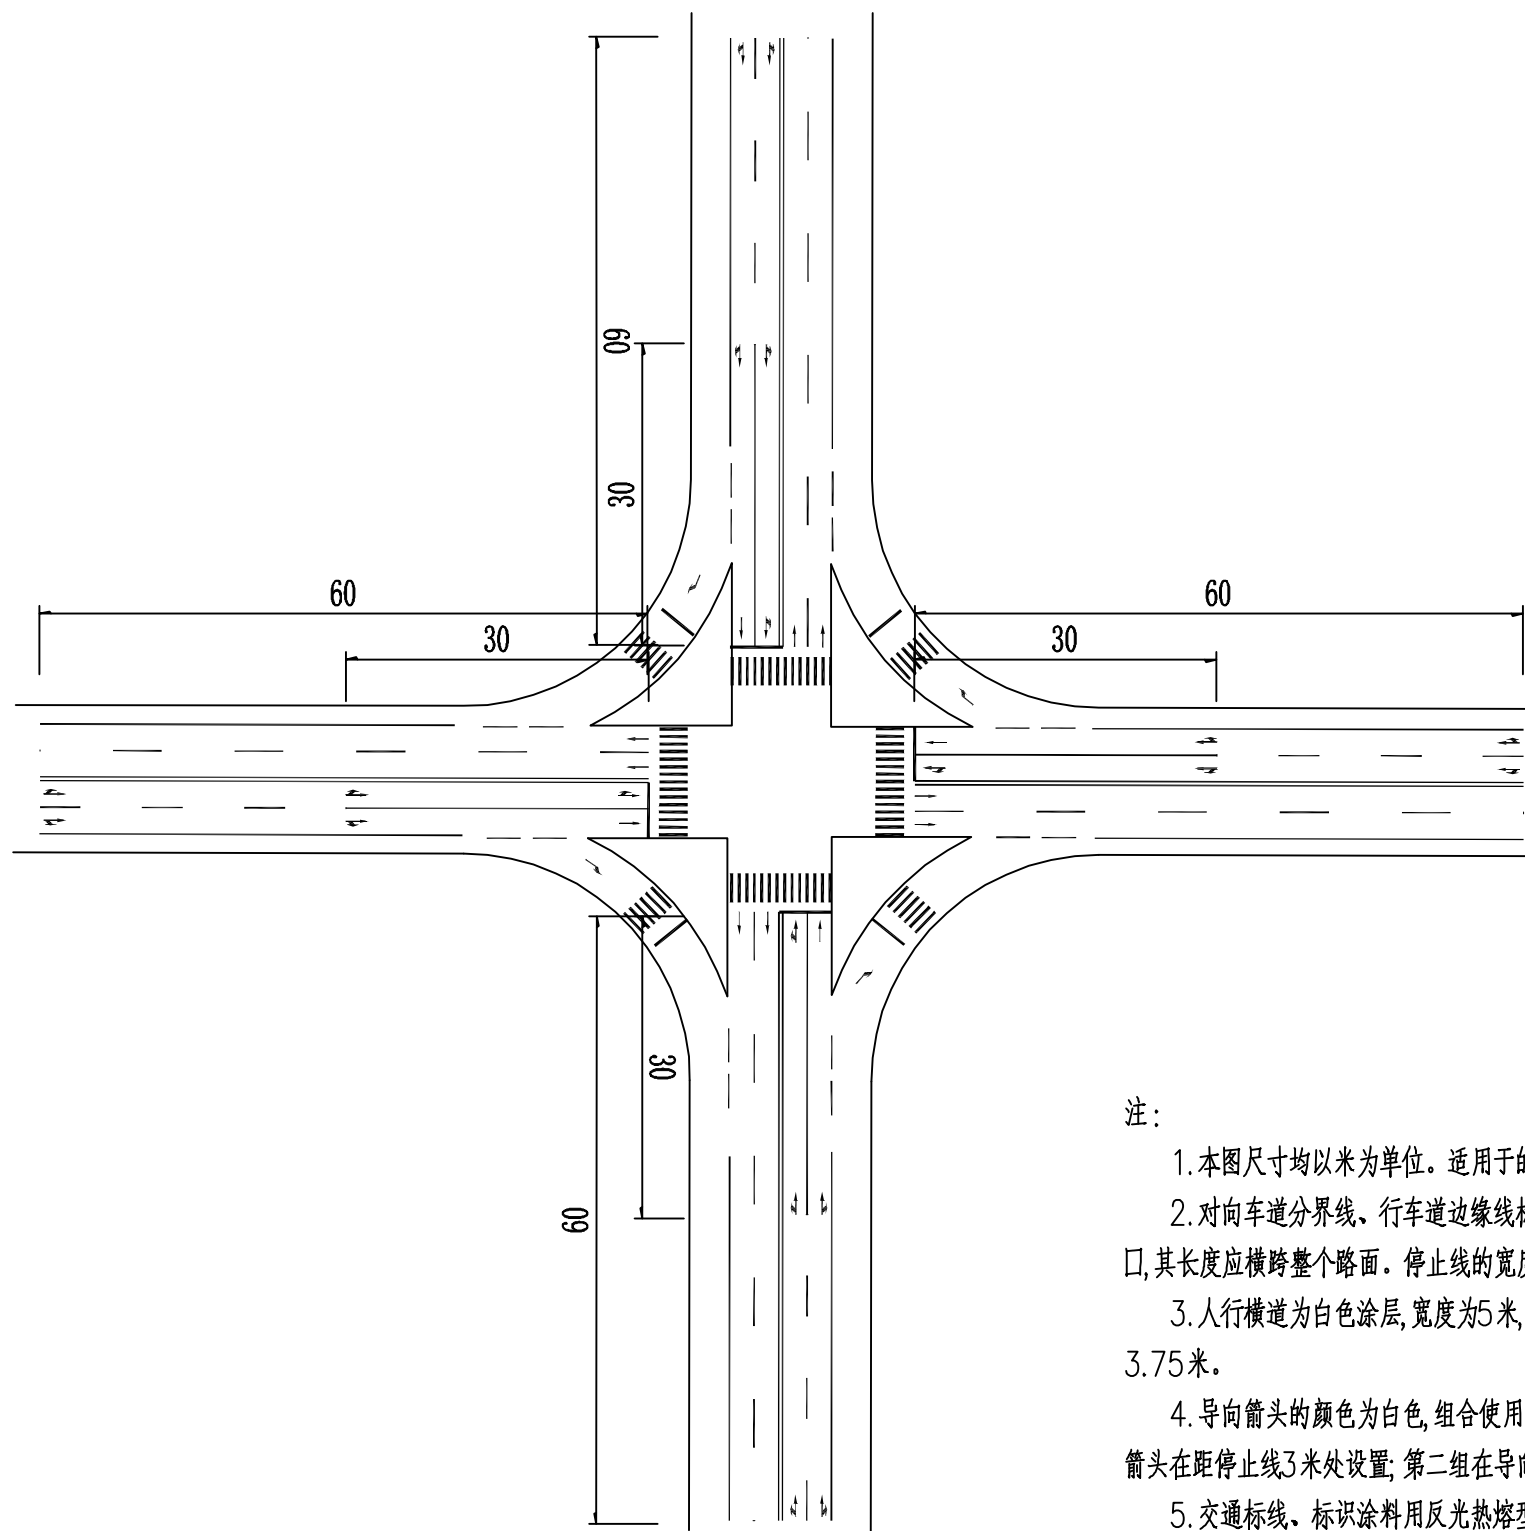 60
30
60
30
60
30
30
60
注：
1.本图尺寸均以米为单位。适用于
2.对向车道分界线、行车道边缘线
口,其长度应横跨整个路面。停止线的宽
3.人行横道为白色涂层,宽度为5米,
3.75米。
4.导向箭头的颜色为白色,组合使用
箭头在距停止线3米处设置;第二组在导
5.交通标线、标识涂料用反光热熔